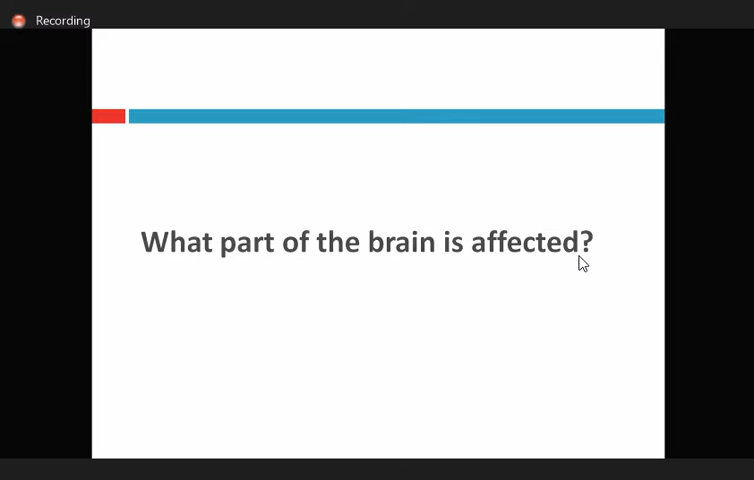 Recording
What part of the brain is affected?